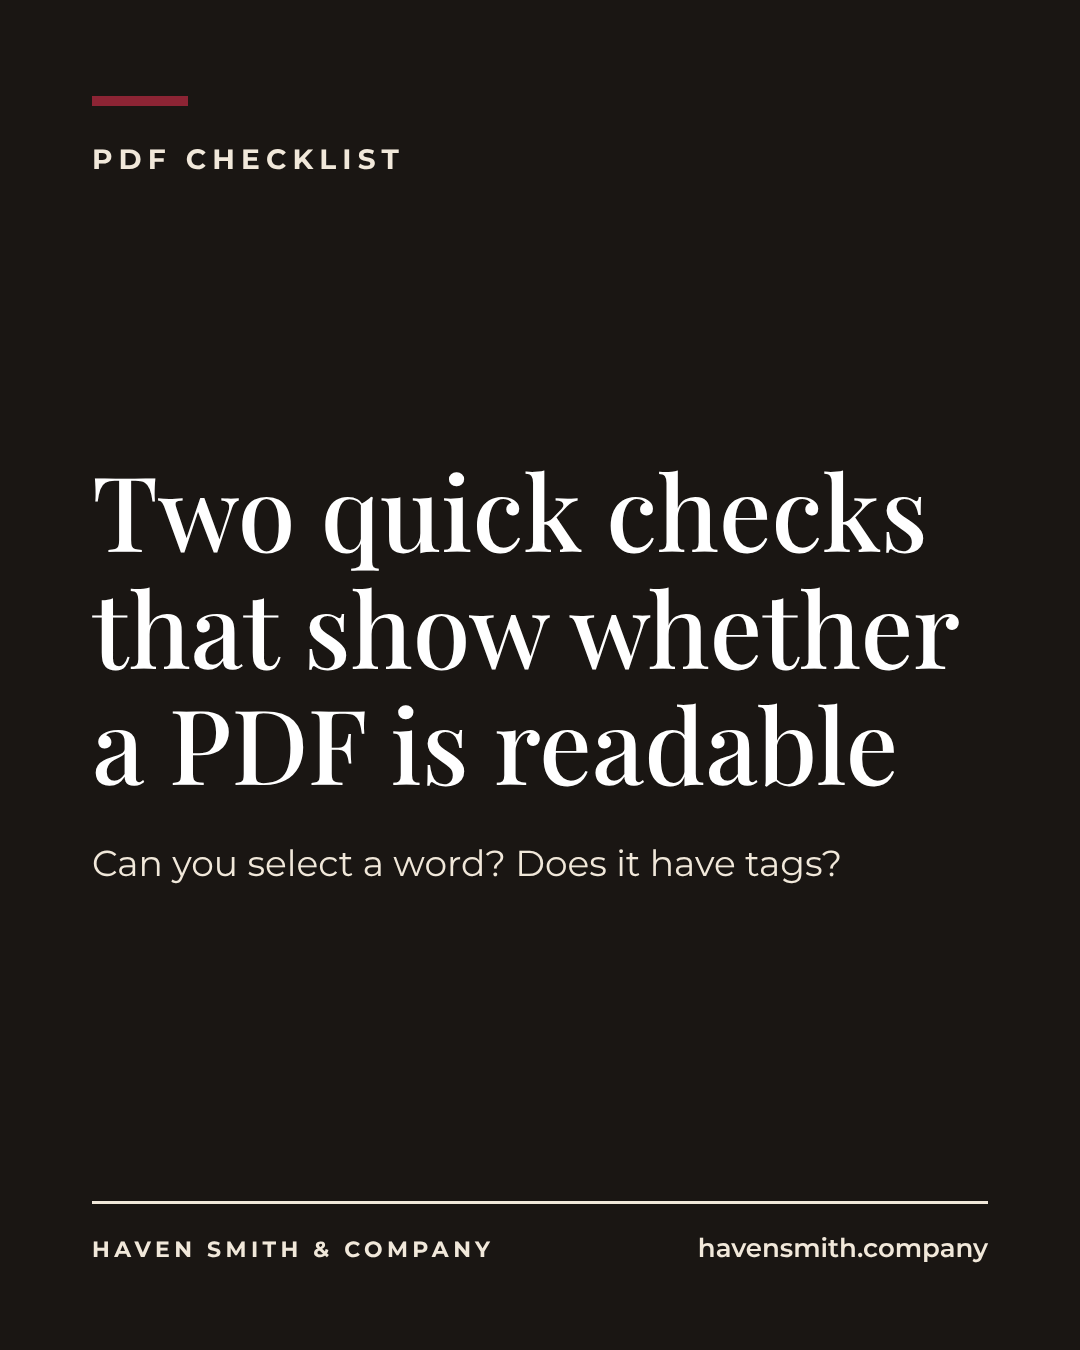 PDF CHECKLIST
Two quick checks
that show whether
a PDF is readable
Can you select a word? Does it have tags?
HAVEN SMITH & COMPANY
havensmith.company